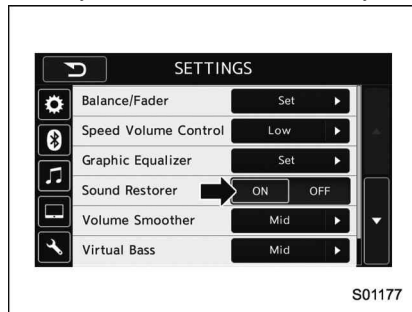 SETTINGS
Balance/Fader Set
Speed Volume Control Low
Graphic Equalizer Set
Sound Restorer ON OFF
Volume Smoother Mid
Virtual Bass Mid
S01177